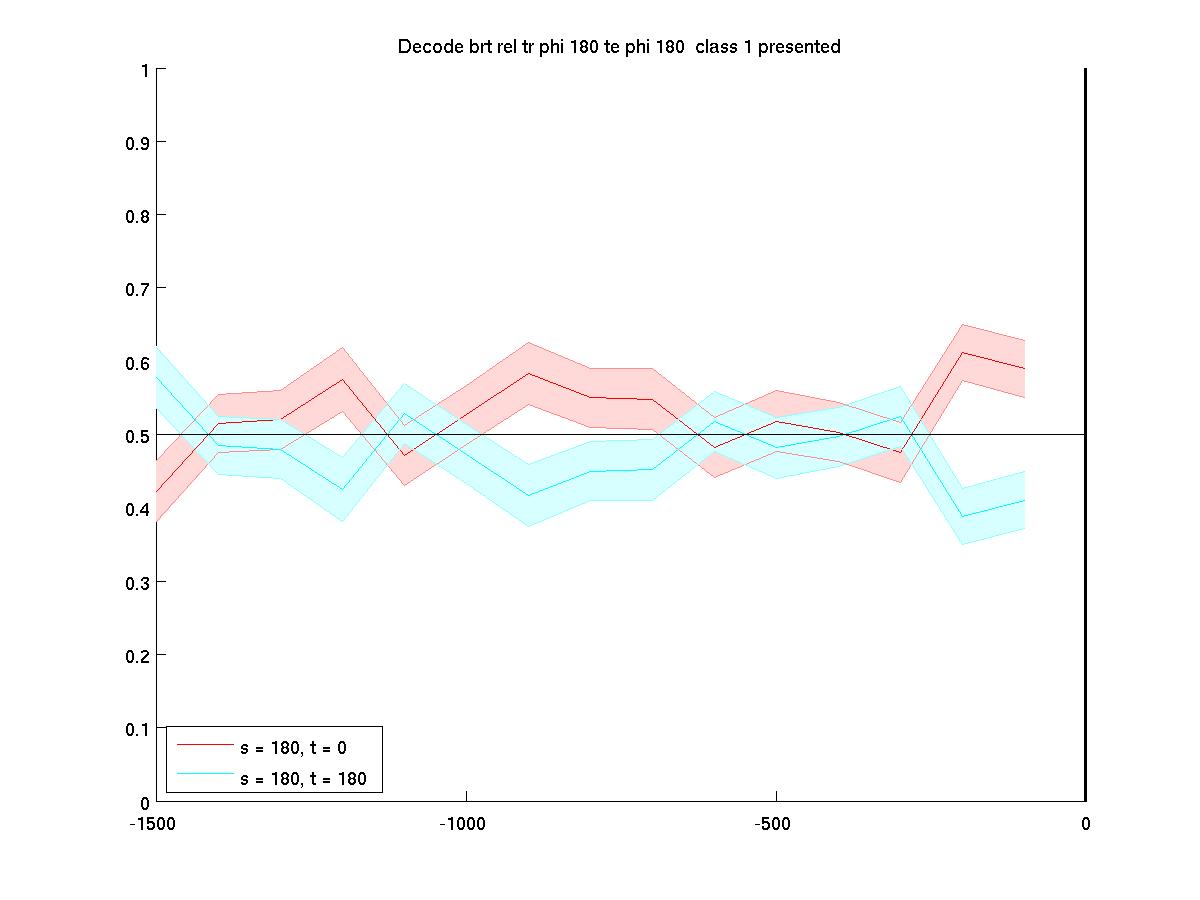 Decode brt rel tr phi 180 te phi 180  class 1 presented
1
0.9
0.8
0.7
0.6
0.5
0.4
0.3
0.2
0.1
0
s = 180, t = 0
s = 180, t = 180
-1500 -1000 -500 0